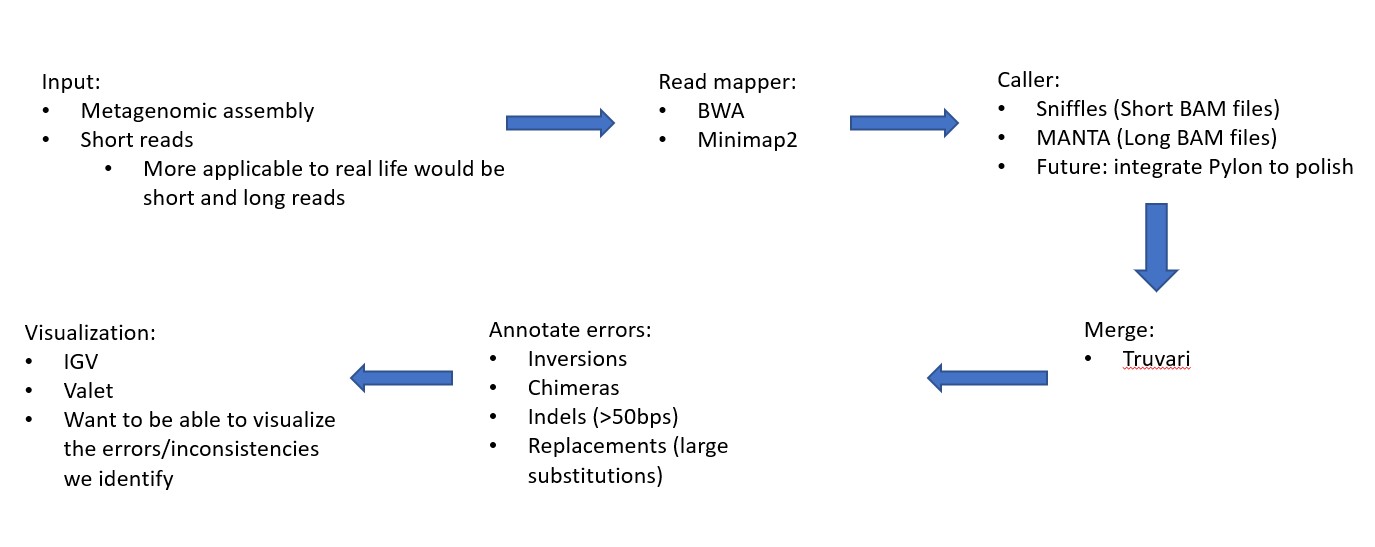 Input:
• Metagenomic assembly
• Short reads
• More applicable to real life would be
short and long reads
Read mapper:
• BWA
• Minimap2
Caller:
• Sniffles (Short BAM files)
• MANTA (Long BAM files)
• Future: integrate Pylon to polish
Merge:
• Truvari
Annotate errors:
• Inversions
• Chimeras
• Indels (>50bps)
• Replacements (large
substitutions)
Visualization:
• IGV
• Valet
• Want to be able to visualize
the errors/inconsistencies
we identify